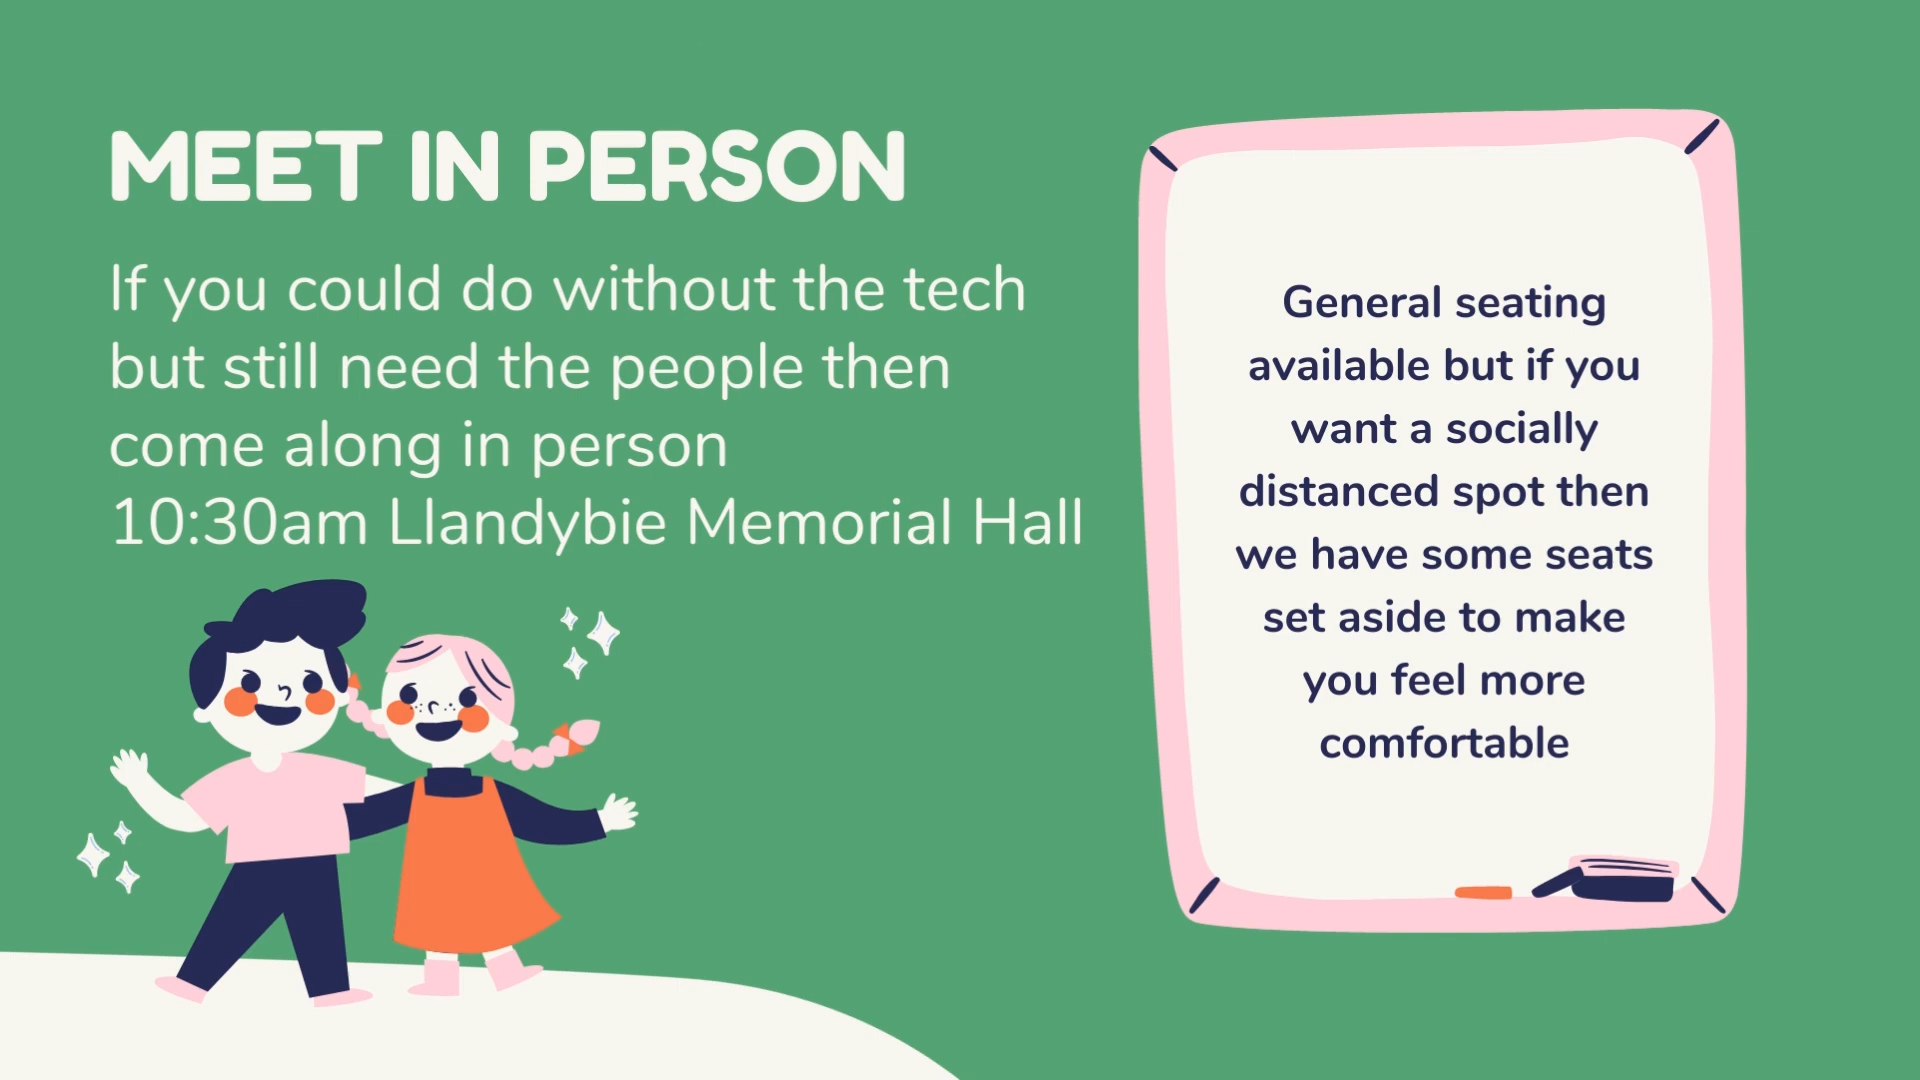 MEET IN PERSON
If you could do without the tech
but still need the people then
come along in person
10:30am Llandybie Memorial Hall
General seating
available but if you
want a socially
distanced spot then
we have some seats
set aside to make
you feel more
comfortable